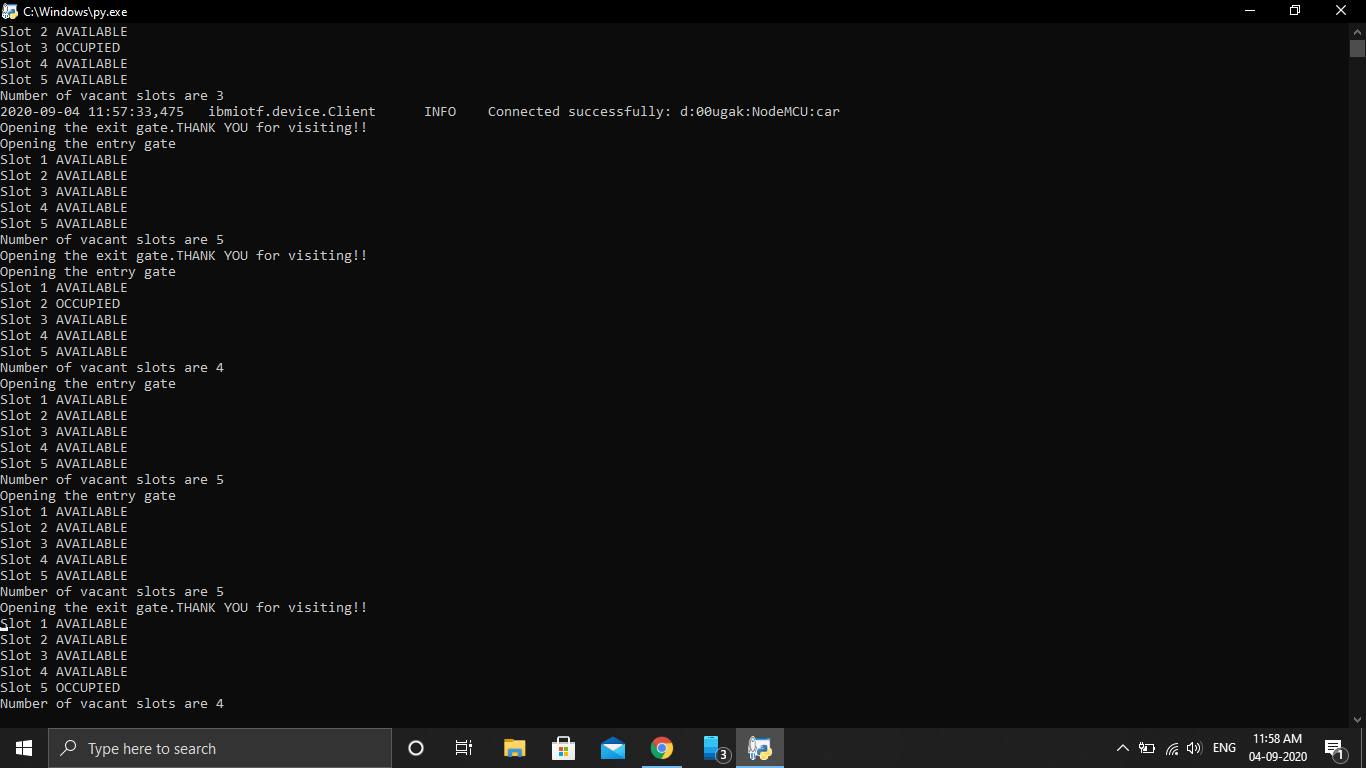 C:\Windows\py.exe
Slot 2 AVAILABLE
Slot 3 OCCUPIED
Slot 4 AVAILABLE
Slot 5 AVAILABLE
Number of vacant slots are 3
2020-09-04 11:57:33,475   ibmiotf.device.Client      INFO    Connected successfully: d:00ugak:NodeMCU:car
Opening the exit gate.THANK YOU for visiting!!
Opening the entry gate
Slot 1 AVAILABLE
Slot 2 AVAILABLE
Slot 3 AVAILABLE
Slot 4 AVAILABLE
Slot 5 AVAILABLE
Number of vacant slots are 5
Opening the exit gate.THANK YOU for visiting!!
Opening the entry gate
Slot 1 AVAILABLE
Slot 2 OCCUPIED
Slot 3 AVAILABLE
Slot 4 AVAILABLE
Slot 5 AVAILABLE
Number of vacant slots are 4
Opening the entry gate
Slot 1 AVAILABLE
Slot 2 AVAILABLE
Slot 3 AVAILABLE
Slot 4 AVAILABLE
Slot 5 AVAILABLE
Number of vacant slots are 5
Opening the entry gate
Slot 1 AVAILABLE
Slot 2 AVAILABLE
Slot 3 AVAILABLE
Slot 4 AVAILABLE
Slot 5 AVAILABLE
Number of vacant slots are 5
Opening the exit gate.THANK YOU for visiting!!
Slot 1 AVAILABLE
Slot 2 AVAILABLE
Slot 3 AVAILABLE
Slot 4 AVAILABLE
Slot 5 OCCUPIED
Number of vacant slots are 4
Type here to search
3
ENG
11:58 AM
04-09-2020
1